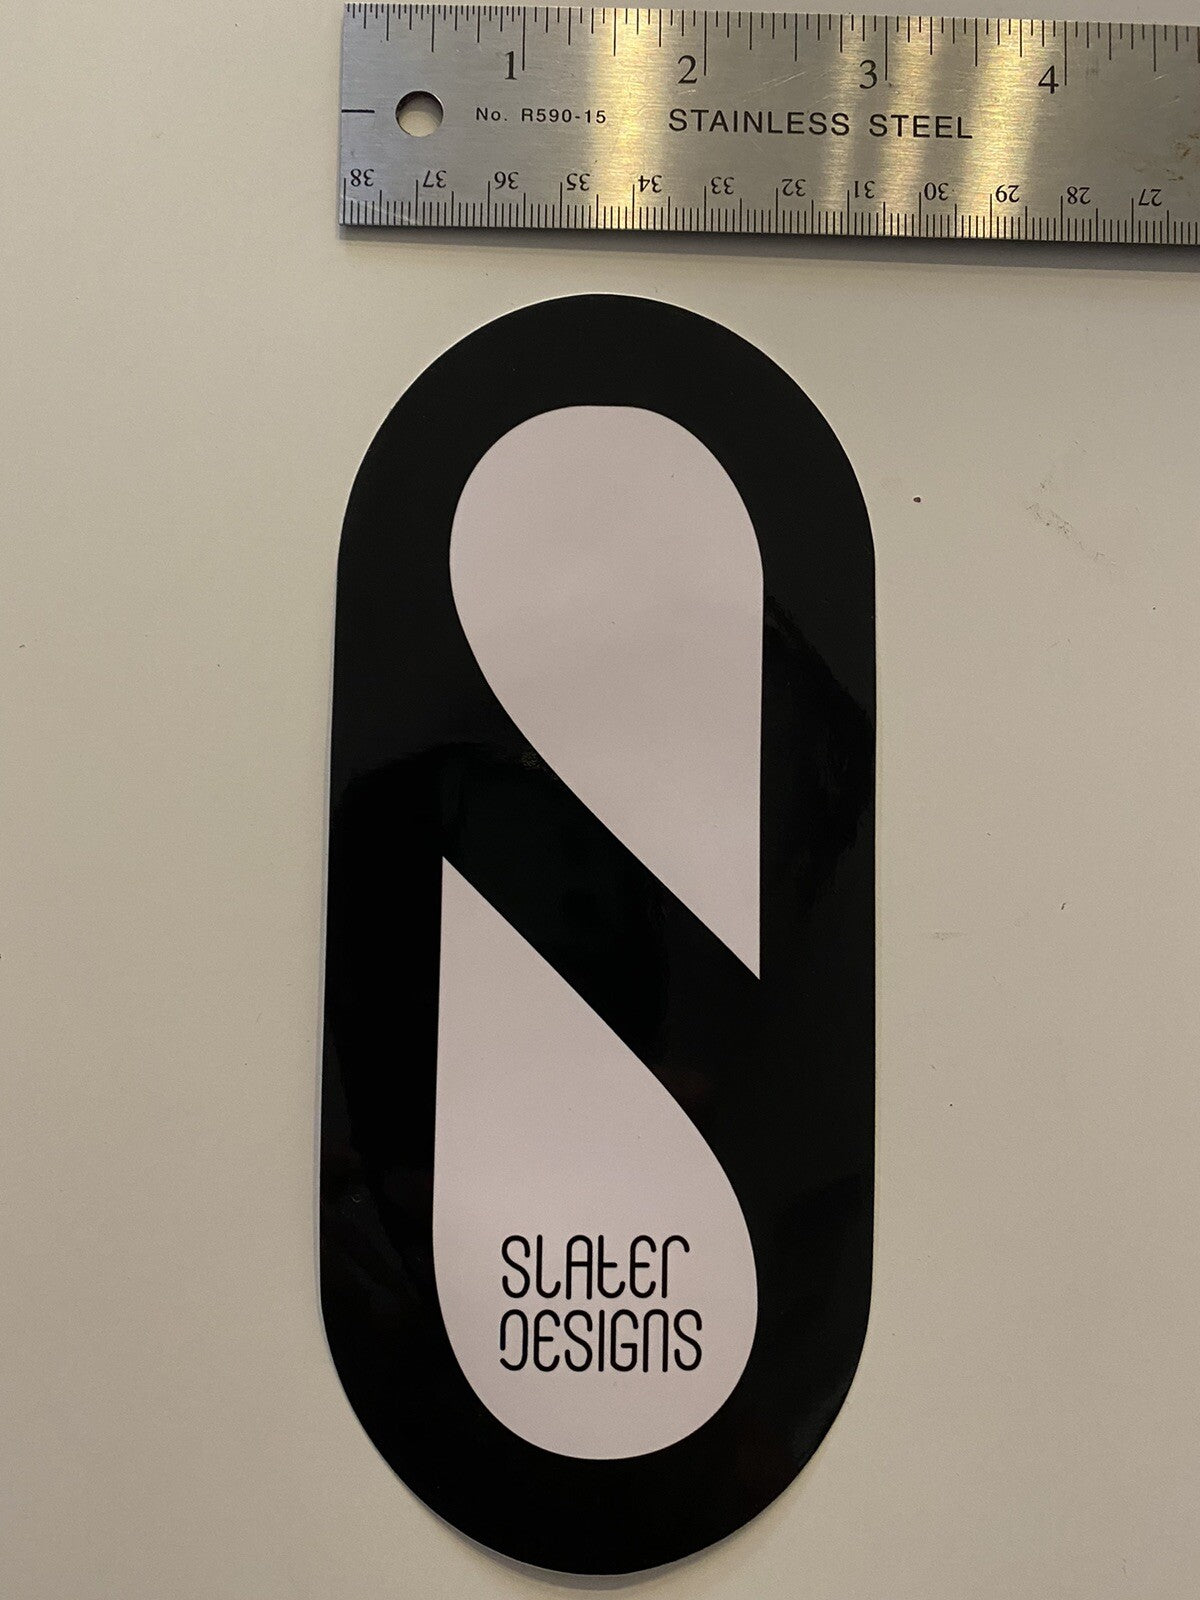 1 2 3 4
No. R590-15 STAINLESS STEEL
38 37 36 35 34 33 32 31 30 29 28 27
SLATER
DESIGNS